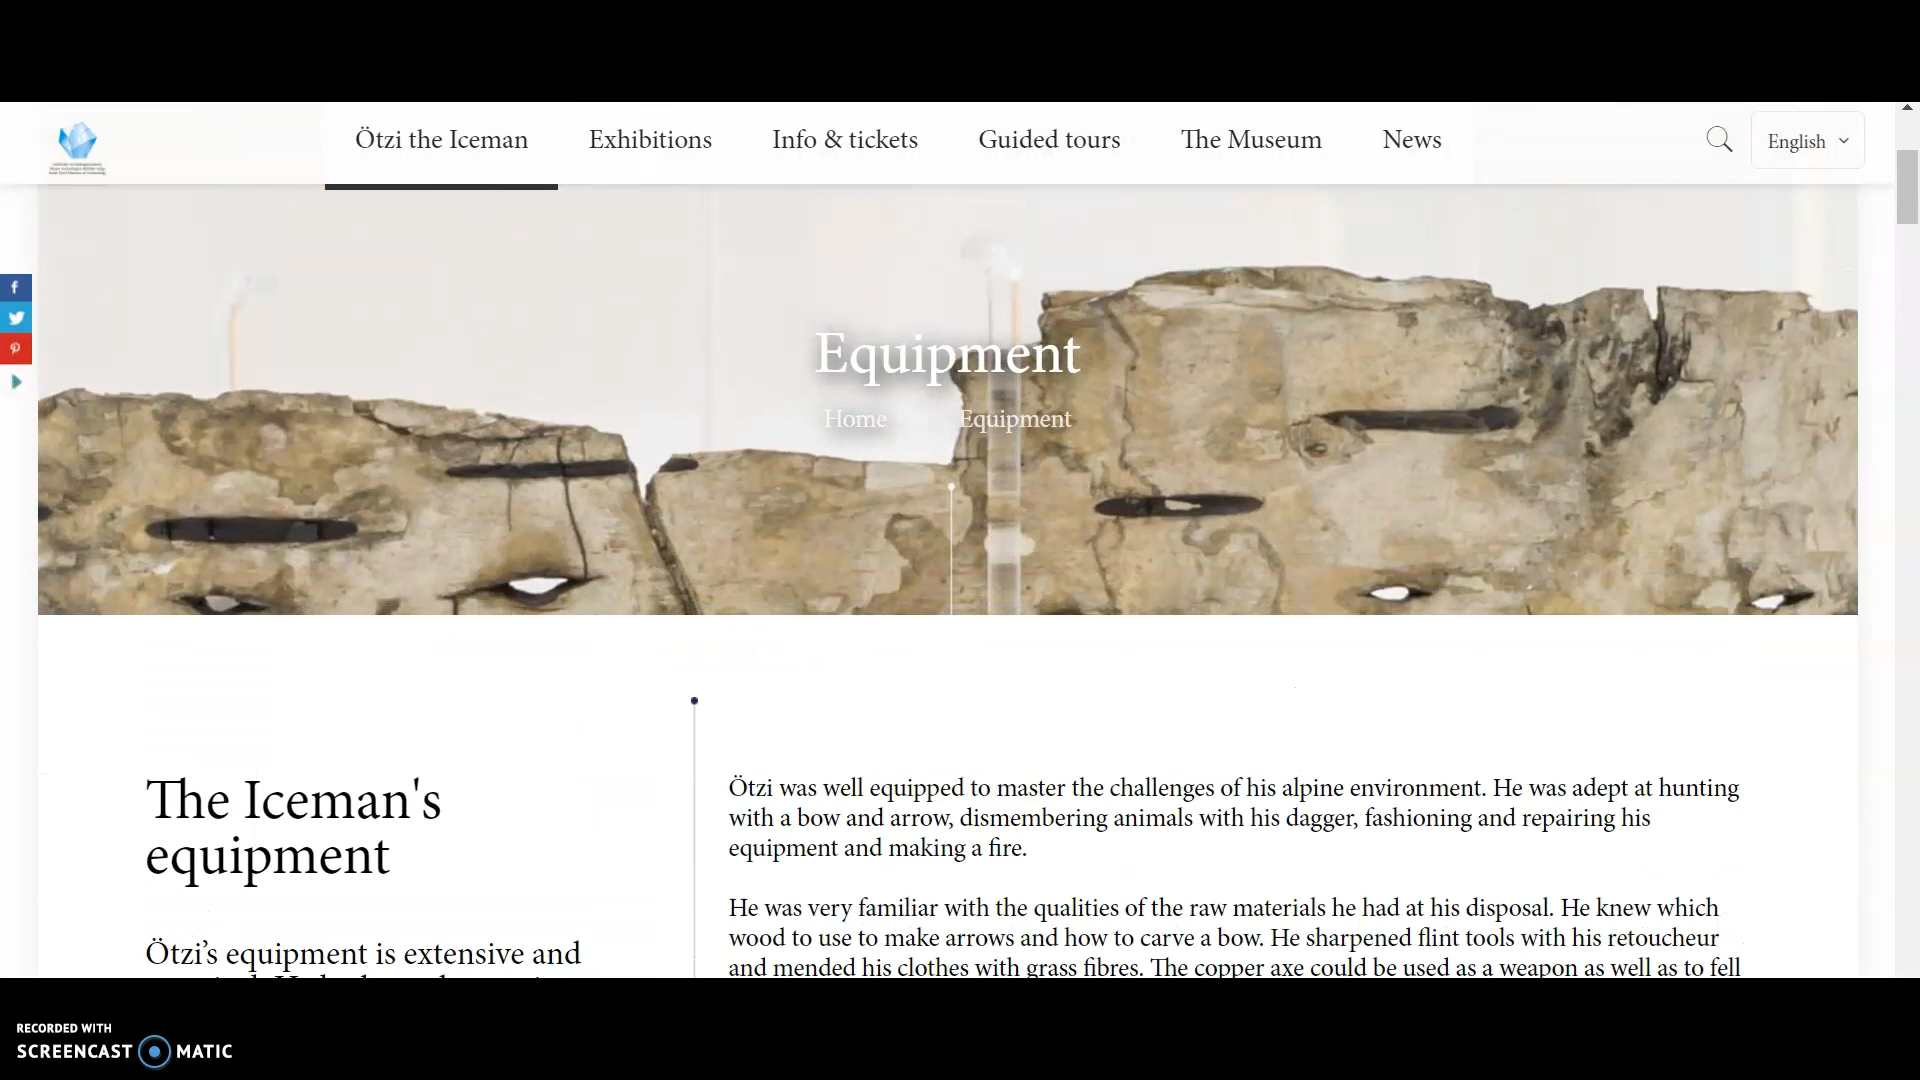 Ötzi the Iceman
Exhibitions
Info & tickets
Guided tours
The Museum
News
English
Equipment
Home
Equipment
The Iceman's
equipment
Ötzi’s equipment is extensive and
Ötzi was well equipped to master the challenges of his alpine environment. He was adept at hunting
with a bow and arrow, dismembering animals with his dagger, fashioning and repairing his
equipment and making a fire.
He was very familiar with the qualities of the raw materials he had at his disposal. He knew which
wood to use to make arrows and how to carve a bow. He sharpened flint tools with his retoucheur
and mended his clothes with grass fibres. The copper axe could be used as a weapon as well as to fell
RECORDED WITH
SCREENCAST MATIC